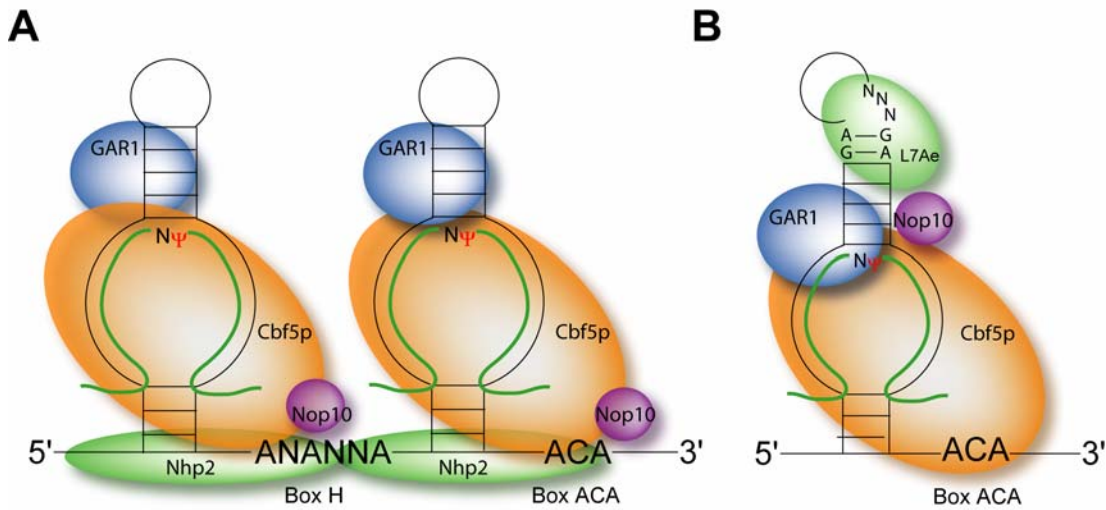 A
GAR1
NΨ
Cbf5p
Nop10
5'
Nhp2
ANANNA
Box H
GAR1
NΨ
Cbf5p
Nop10
Nhp2
ACA
3'
Box ACA
B
N
N
N
A G
G A
L7Ae
GAR1
Nop10
NΨ
Cbf5p
5'
ACA
3'
Box ACA